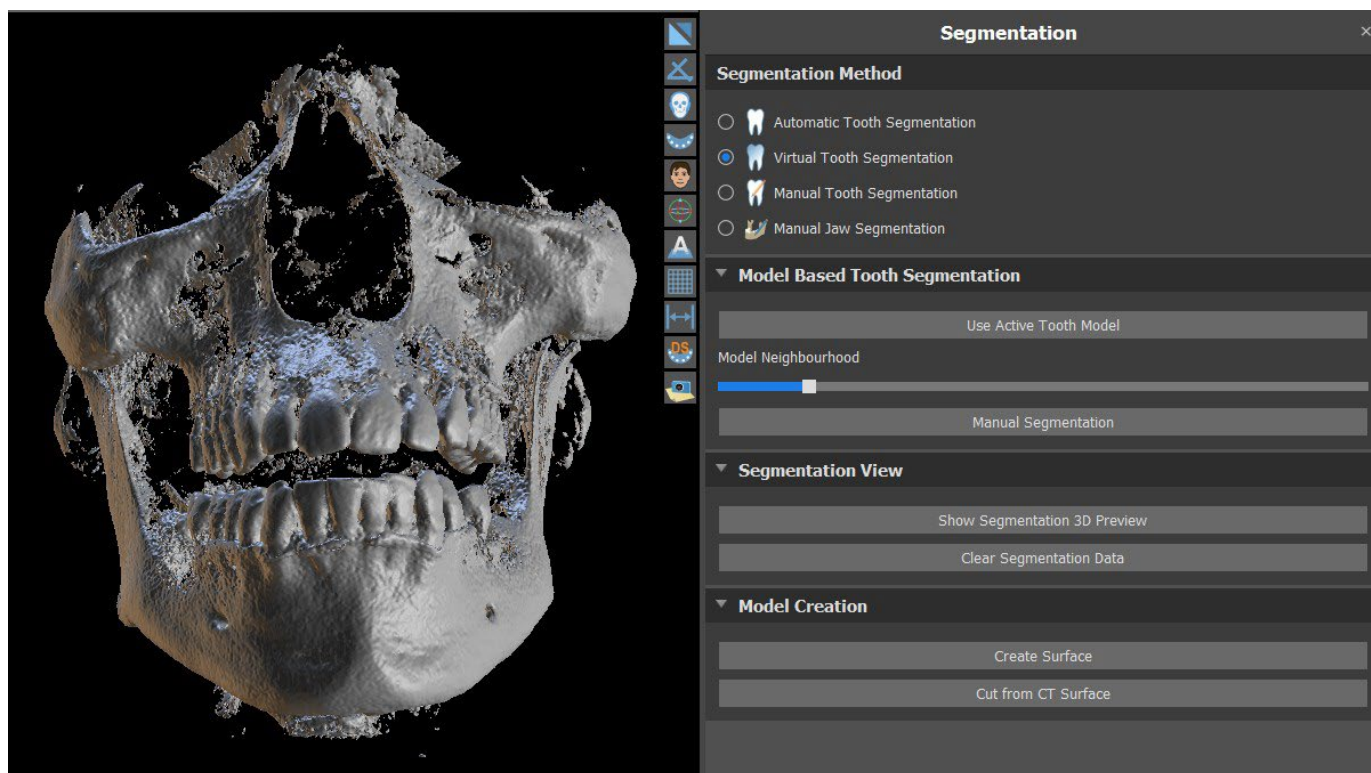 Segmentation
Segmentation Method
Automatic Tooth Segmentation
Virtual Tooth Segmentation
Manual Tooth Segmentation
Manual Jaw Segmentation
Model Based Tooth Segmentation
Use Active Tooth Model
Model Neighbourhood
Manual Segmentation
Segmentation View
Show Segmentation 3D Preview
Clear Segmentation Data
Model Creation
Create Surface
Cut from CT Surface
A
DS